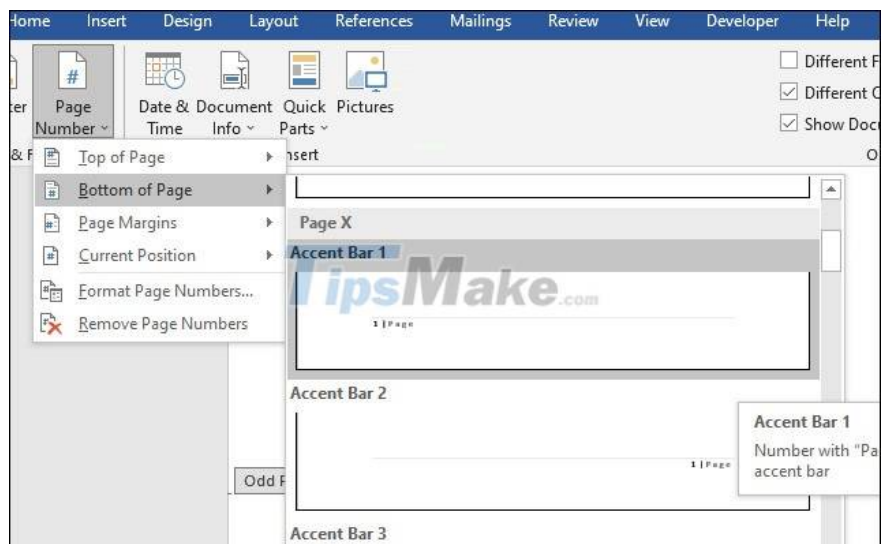 Home Insert Design Layout References Mailings Review View Developer Help
Page Number
Date & Time
Document Info
Quick Parts
Pictures
Different F
Different O
Show Docu
ter
& F
nsert
O
Top of Page
Bottom of Page
Page Margins
Current Position
Format Page Numbers...
Remove Page Numbers
Page X
Accent Bar 1
TipsMake.com
1 | Page
Accent Bar 2
1 | Page
Accent Bar 3
Accent Bar 1
Number with "Pa
accent bar
Odd P